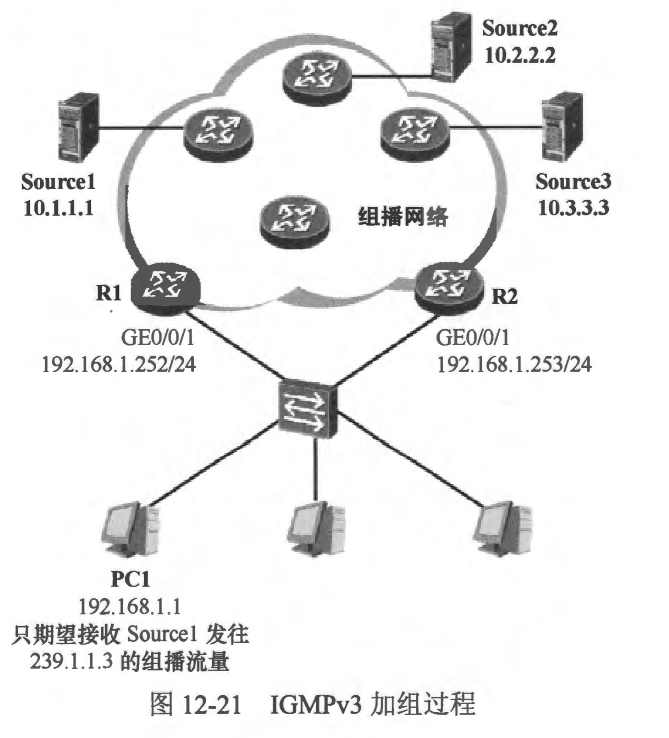 Source2
10.2.2.2
Source1
10.1.1.1
Source3
10.3.3.3
组播网络
R1
R2
GE0/0/1
192.168.1.252/24
GE0/0/1
192.168.1.253/24
PC1
192.168.1.1
只期望接收 Source1 发往
239.1.1.3 的组播流量
图 12-21 IGMPv3 加组过程